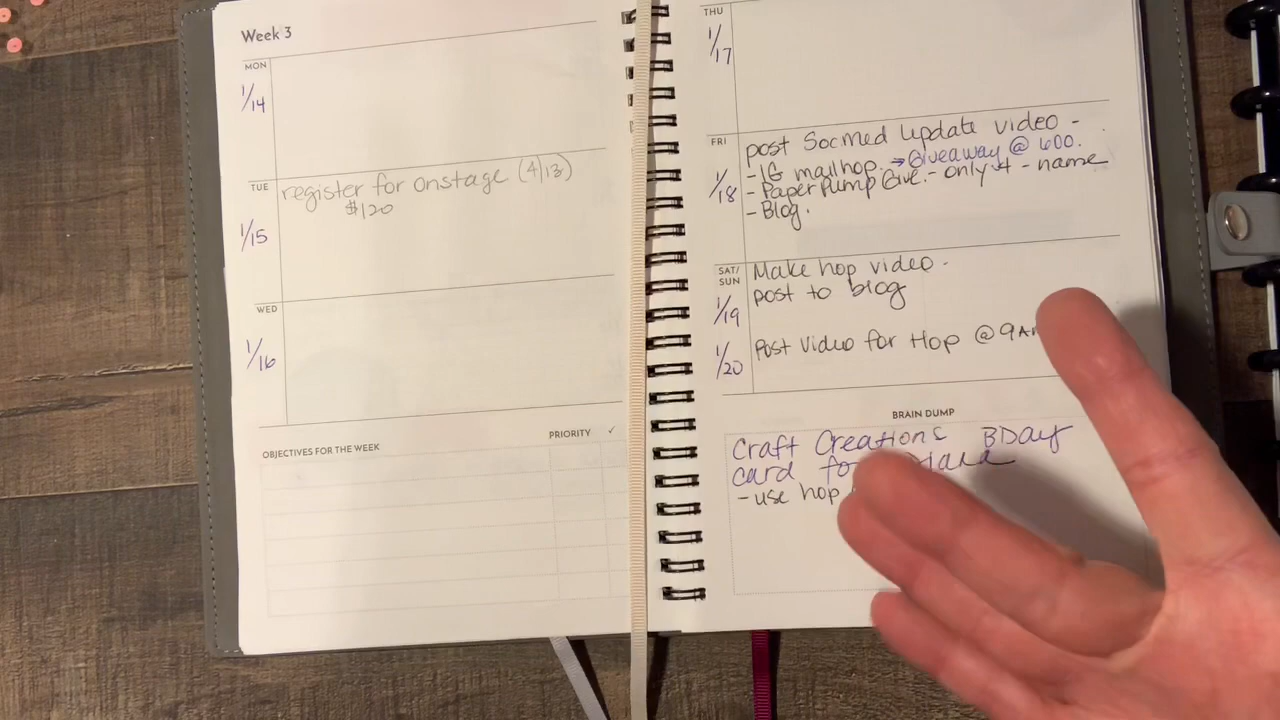 Week 3
MON
1/14
TUE
1/15
register for onstage (4/13)
$120
WED
1/16
OBJECTIVES FOR THE WEEK PRIORITY ✓
THU
1/17
FRI
1/18
post Socmed update video -
- IG mailhop. → Giveaway @ 600.
- Paper Pump Give. - only 4 - name
- Blog.
SAT/
SUN
1/19
Make hop video -
post to blog
1/20
Post Video for Hop @ 9A
BRAIN DUMP
Craft Creations BDay
card
- use hop